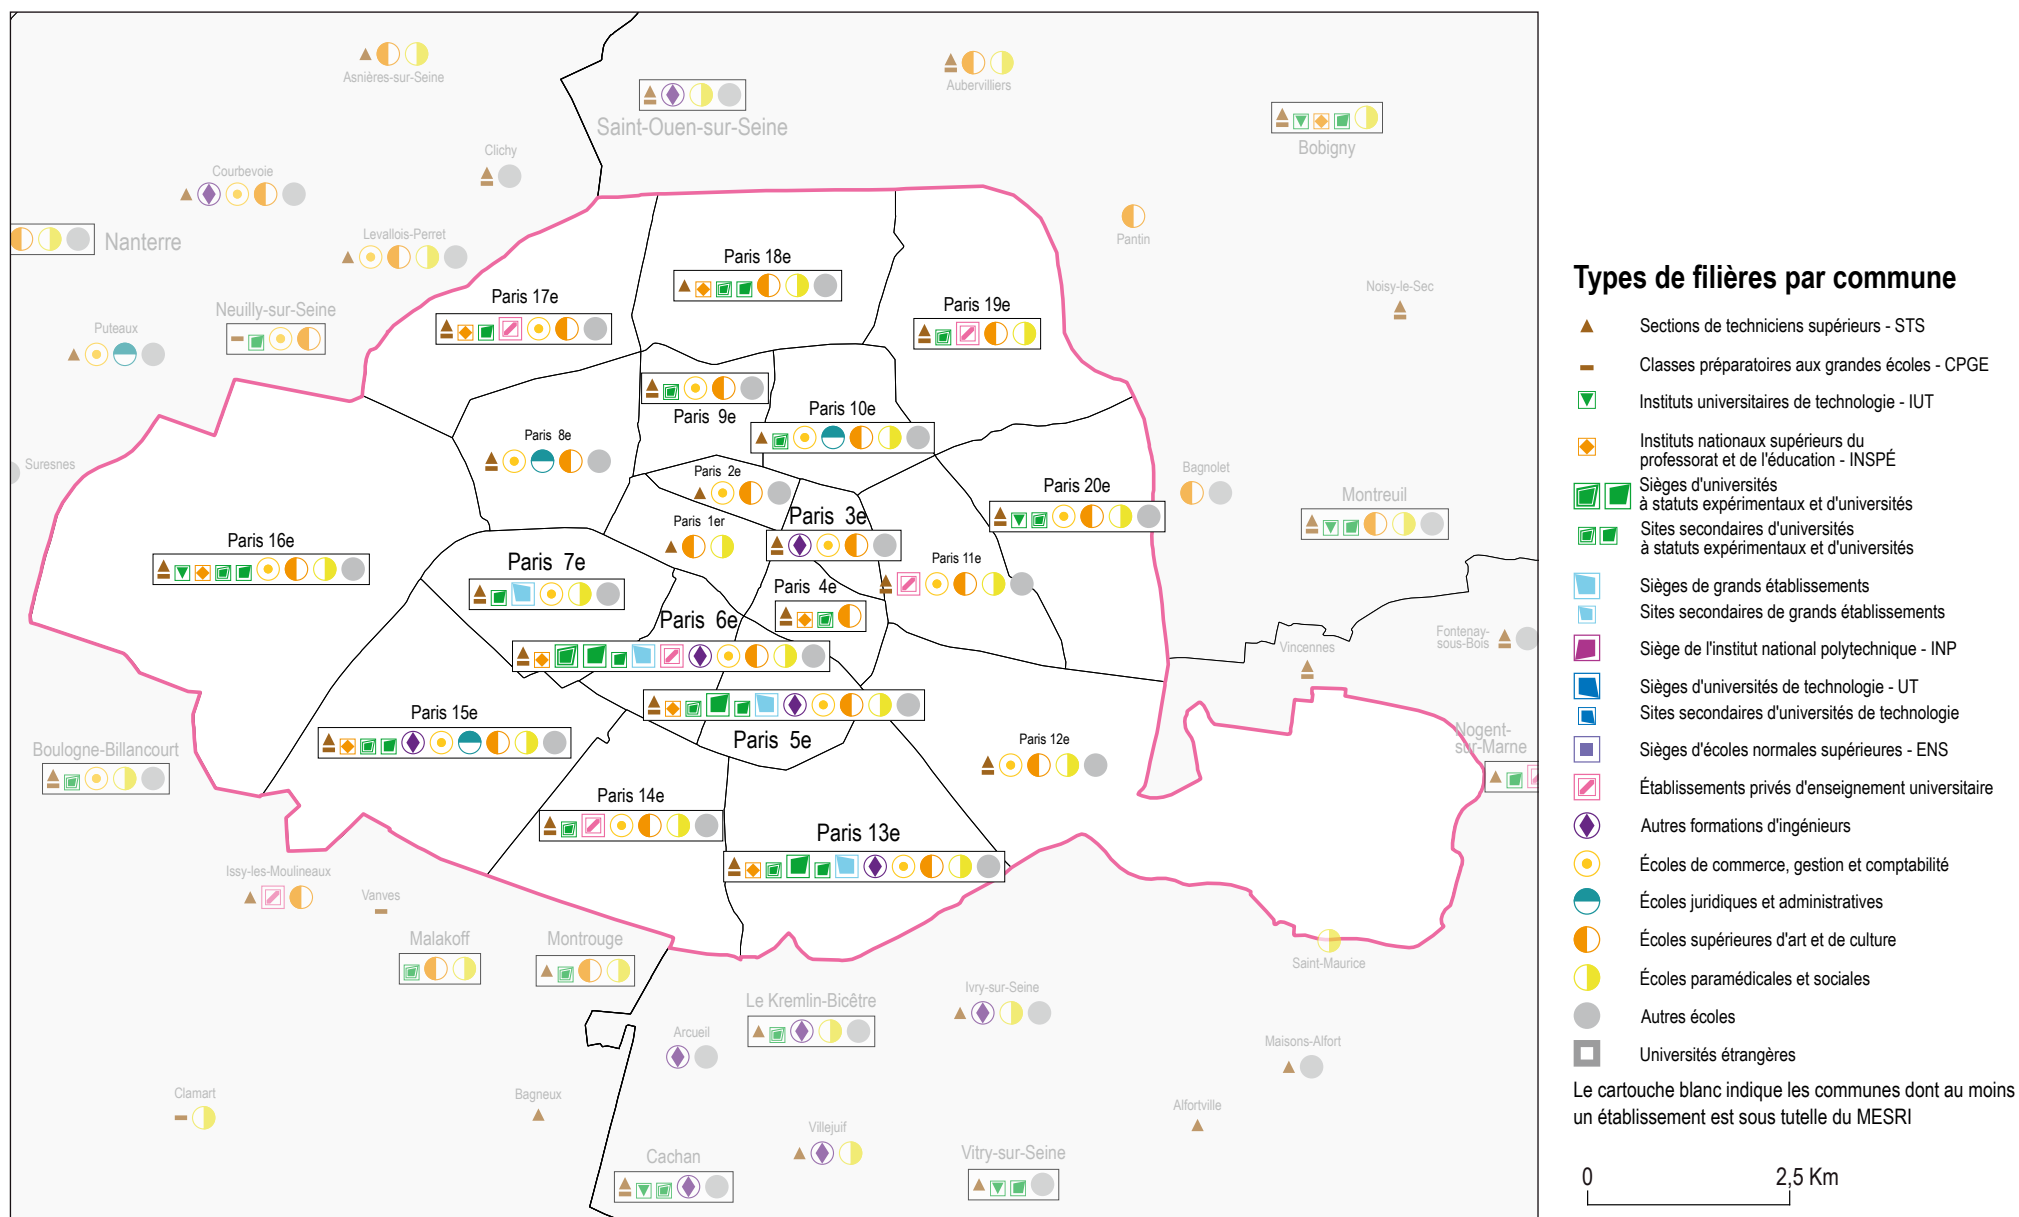 Asnières-sur-Seine
Aubervilliers
Saint-Ouen-sur-Seine
Bobigny
Clichy
Courbevoie
Nanterre
Levallois-Perret
Pantin
Paris 18e
Noisy-le-Sec
Paris 17e
Paris 19e
Neuilly-sur-Seine
Puteaux
Paris 9e
Paris 10e
Paris 8e
Suresnes
Paris 2e
Bagnolet
Paris 20e
Montreuil
Paris 1er
Paris 3e
Paris 16e
Paris 7e
Paris 11e
Paris 4e
Paris 6e
Fontenay-
sous-Bois
Vincennes
Paris 15e
Paris 5e
Paris 12e
Nogent-
sur-Marne
Boulogne-Billancourt
Paris 14e
Paris 13e
Issy-les-Moulineaux
Vanves
Malakoff
Montrouge
Saint-Maurice
Le Kremlin-Bicêtre
Ivry-sur-Seine
Arcueil
Maisons-Alfort
Clamart
Bagneux
Alfortville
Villejuif
Cachan
Vitry-sur-Seine
Types de filières par commune
Sections de techniciens supérieurs - STS
Classes préparatoires aux grandes écoles - CPGE
Instituts universitaires de technologie - IUT
Instituts nationaux supérieurs du
professorat et de l'éducation - INSPÉ
Sièges d'universités
à statuts expérimentaux et d'universités
Sites secondaires d'universités
à statuts expérimentaux et d'universités
Sièges de grands établissements
Sites secondaires de grands établissements
Siège de l'institut national polytechnique - INP
Sièges d'universités de technologie - UT
Sites secondaires d'universités de technologie
Sièges d'écoles normales supérieures - ENS
Établissements privés d'enseignement universitaire
Autres formations d'ingénieurs
Écoles de commerce, gestion et comptabilité
Écoles juridiques et administratives
Écoles supérieures d'art et de culture
Écoles paramédicales et sociales
Autres écoles
Universités étrangères
Le cartouche blanc indique les communes dont au moins
un établissement est sous tutelle du MESRI
0 2,5 Km